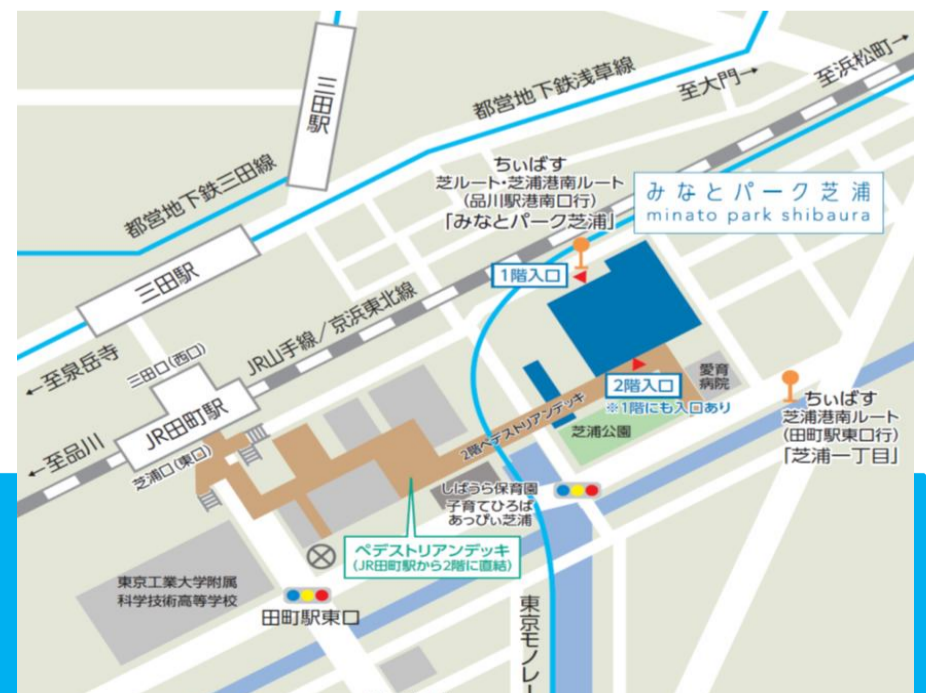 三田駅
都営地下鉄浅草線
至大門→
至浜松町→
都営地下鉄三田線
ちぃばす
芝ルート・芝浦港南ルート
(品川駅港南口行)
「みなとパーク芝浦」
みなとパーク芝浦
minato park shibaura
三田駅
1階入口
JR山手線/京浜東北線
←至泉岳寺
三田口(西口)
JR田町駅
←至品川
芝浦口(東口)
2階入口
※1階にも入口あり
愛育
病院
2階ペデストリアンデッキ
芝浦公園
ちぃばす
芝浦港南ルート
(田町駅東口行)
「芝浦一丁目」
しばうら保育園
子育てひろば
あっぴぃ芝浦
ペデストリアンデッキ
(JR田町駅から2階に直結)
東京工業大学附属
科学技術高等学校
田町駅東口
東京モノレー